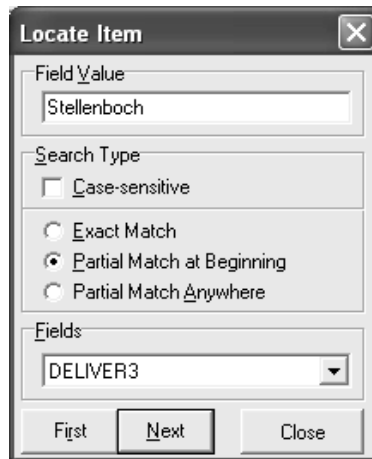 Locate Item
Field Value
Stellenboch
Search Type
Case-sensitive
Exact Match
Partial Match at Beginning
Partial Match Anywhere
Fields
DELIVER3
First Next Close